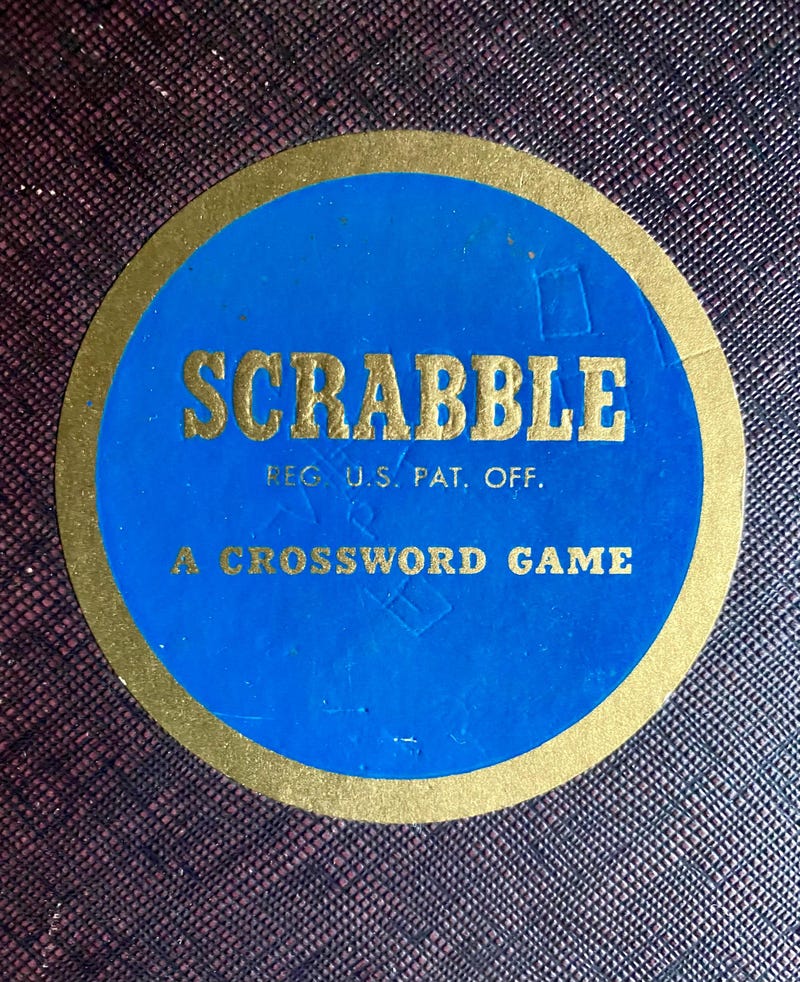 SCRABBLE
REG. U.S. PAT. OFF.
A CROSSWORD GAME